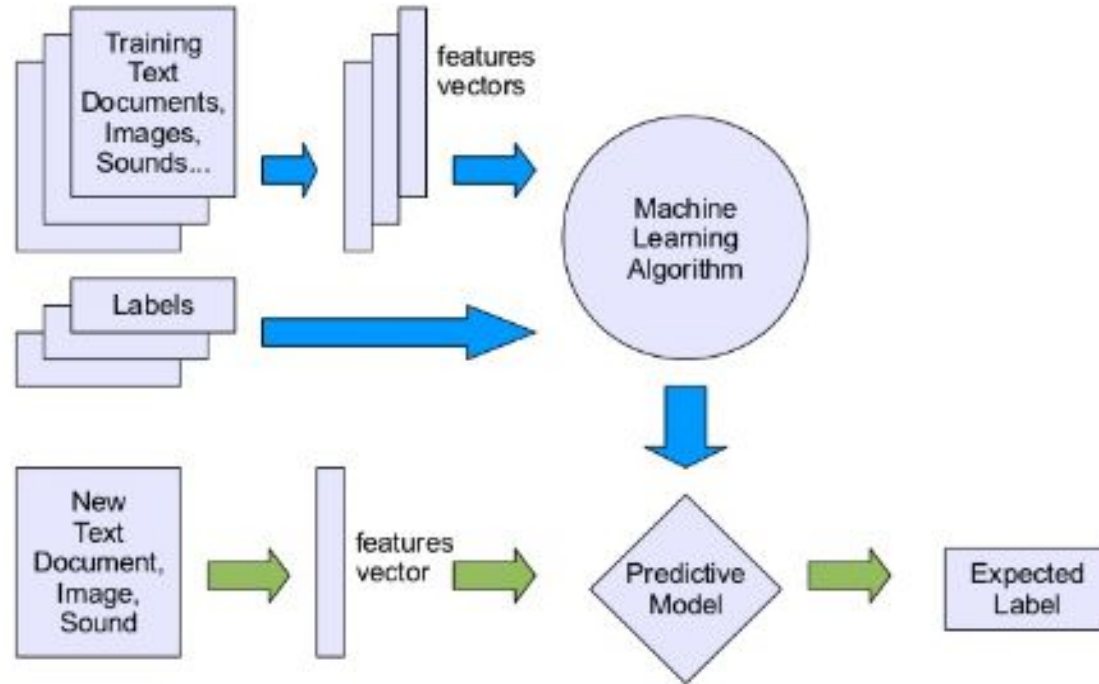 Training
Text
Documents,
Images,
Sounds...
features
vectors
Machine
Learning
Algorithm
Labels
New
Text
Document,
Image,
Sound
features
vector
Predictive
Model
Expected
Label